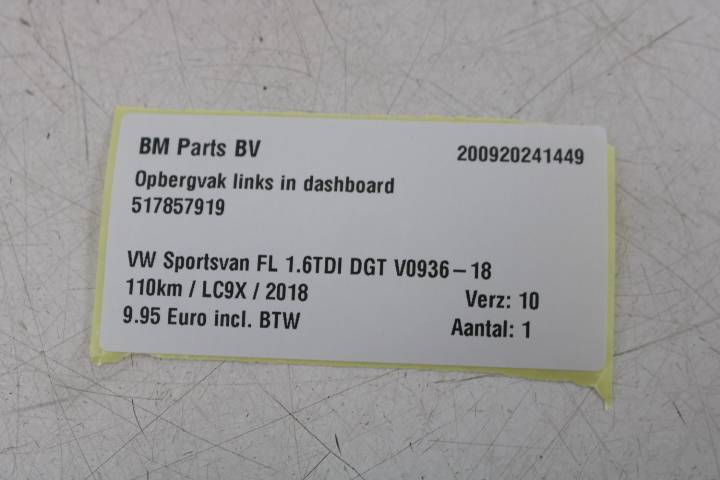 BM Parts BV 200920241449
Opbergvak links in dashboard
517857919
VW Sportsvan FL 1.6TDI DGT V0936-18
110km / LC9X / 2018 Verz: 10
9.95 Euro incl. BTW Aantal: 1